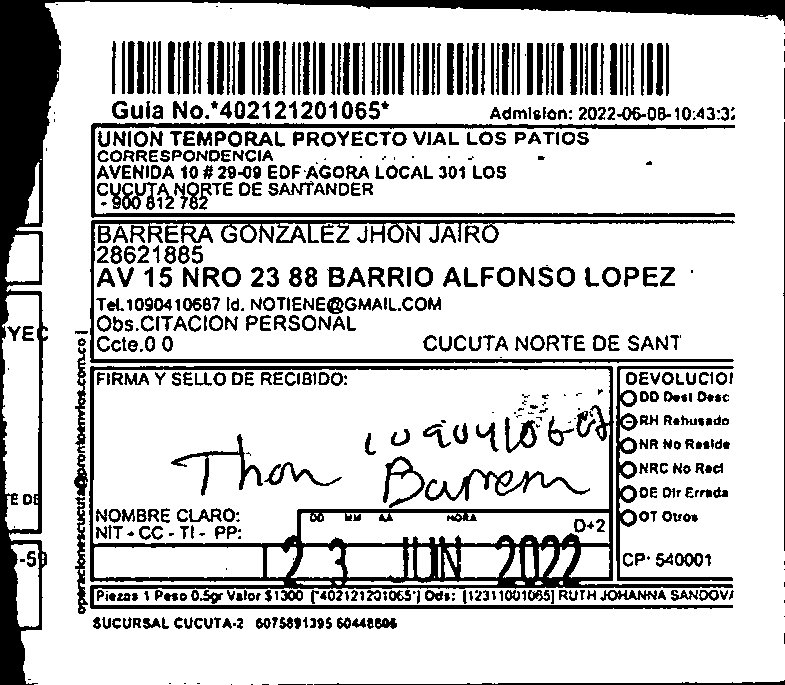 Guia No.*402121201065*
Admision: 2022-06-08-10:43:32
UNION TEMPORAL PROYECTO VIAL LOS PATIOS
CORRESPONDENCIA
AVENIDA 10 # 29-09 EDF AGORA LOCAL 301 LOS
CUCUTA NORTE DE SANTANDER
- 900 812 782
BARRERA GONZALEZ JHON JAIRO
28621885
AV 15 NRO 23 88 BARRIO ALFONSO LOPEZ
Tel.1090410687 Id. NOTIENE@GMAIL.COM
Obs.CITACION PERSONAL
Ccte.0 0
CUCUTA NORTE DE SANT
YEC
operacionescucuta@prontoenvios.com.co
FIRMA Y SELLO DE RECIBIDO:
Jhon Barrera
NOMBRE CLARO:
NIT - CC - TI - PP:
DD MM AA HORA
D+2
23 JUN 2022
DEVOLUCIO
DD Dest Desc
RH Rehusado
NR No Reside
NRC No Recl
DE Dir Errada
OT Otros
CP: 540001
TE DE
-59
Piezas 1 Peso 0.5gr Valor $1300 [*402121201065*] Ods: [12311001065] RUTH JOHANNA SANDOV
SUCURSAL CUCUTA-2 6075891395 60448606